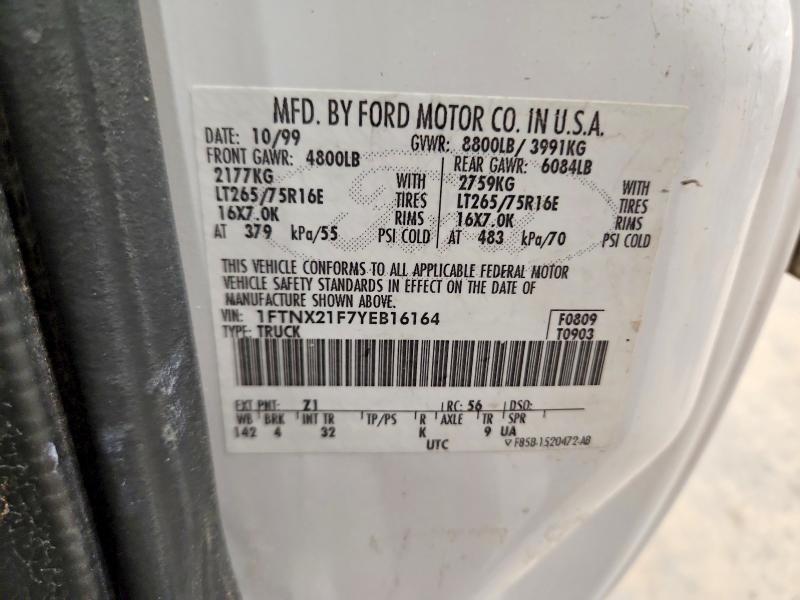 MFD. BY FORD MOTOR CO. IN U.S.A.
DATE: 10/99 GVWR: 8800LB/ 3991KG
FRONT GAWR: 4800LB REAR GAWR: 6084LB
2177KG WITH 2759KG WITH
LT265/75R16E TIRES LT265/75R16E TIRES
16X7.0K RIMS 16X7.0K RIMS
AT 379 kPa/55 PSI COLD AT 483 kPa/70 PSI COLD
THIS VEHICLE CONFORMS TO ALL APPLICABLE FEDERAL MOTOR
VEHICLE SAFETY STANDARDS IN EFFECT ON THE DATE OF
MANUFACTURE SHOWN ABOVE.
VIN: 1FTNX21F7YEB16164 F0809
TYPE: TRUCK T0903
EXT PNT: Z1 RC: 56 DSO:
WB BRK INT TR TP/PS R AXLE TR SPR
142 4 32 K 9 UA
UTC F85B-1520472-AB